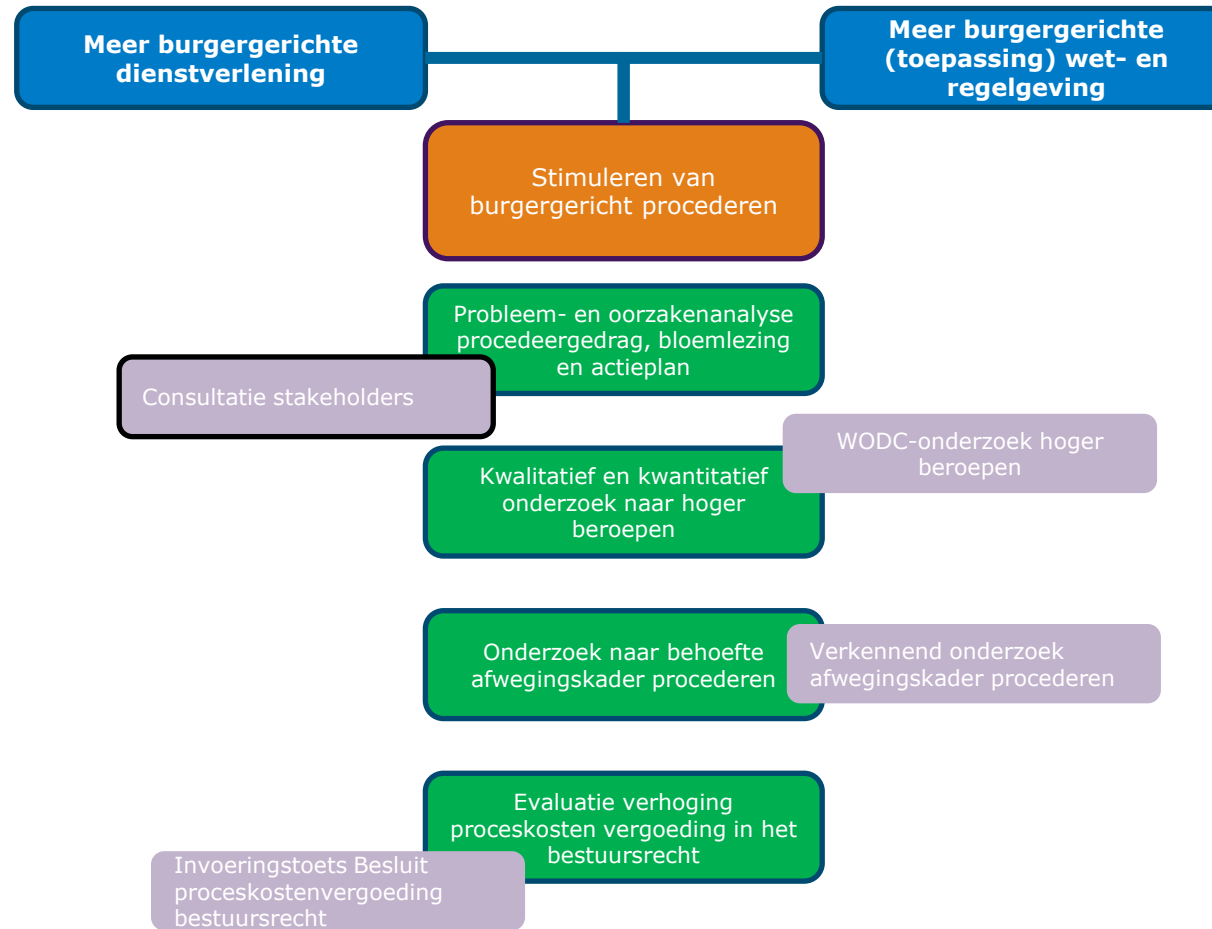 Meer burgergerichte
dienstverlening
Meer burgergerichte
(toepassing) wet- en
regelgeving
Stimuleren van
burgergericht procederen
Probleem- en oorzakenanalyse
procedeergedrag, bloemlezing
en actieplan
Consultatie stakeholders
WODC-onderzoek hoger
beroepen
Kwalitatief en kwantitatief
onderzoek naar hoger
beroepen
Onderzoek naar behoefte
afwegingskader procederen
Verkennend onderzoek
afwegingskader procederen
Evaluatie verhoging
proceskosten vergoeding in het
bestuursrecht
Invoeringstoets Besluit
proceskostenvergoeding
bestuursrecht